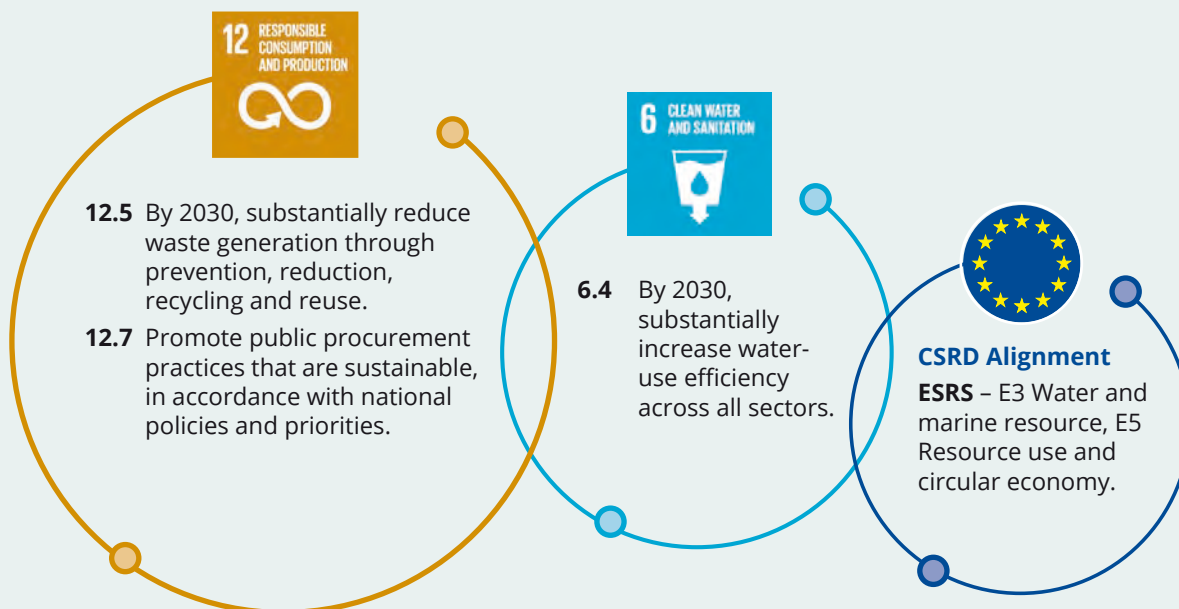 12 RESPONSIBLE
CONSUMPTION
AND PRODUCTION
12.5 By 2030, substantially reduce
waste generation through
prevention, reduction,
recycling and reuse.
12.7 Promote public procurement
practices that are sustainable,
in accordance with national
policies and priorities.
6 CLEAN WATER
AND SANITATION
6.4 By 2030,
substantially
increase water-
use efficiency
across all sectors.
CSRD Alignment
ESRS – E3 Water and
marine resource, E5
Resource use and
circular economy.